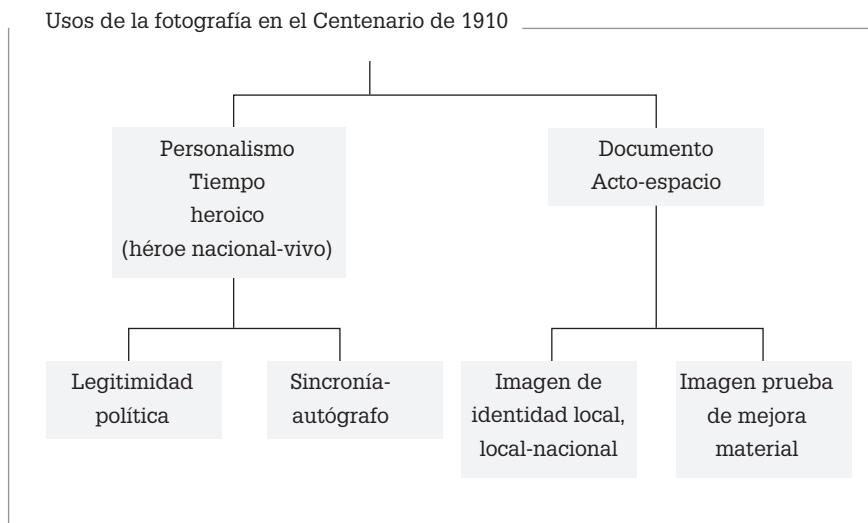 Usos de la fotografía en el Centenario de 1910
Personalismo
Tiempo
heroico
(héroe nacional-vivo)
Documento
Acto-espacio
Legitimidad
política
Sincronía-
autógrafo
Imagen de
identidad local,
local-nacional
Imagen prueba
de mejora
material